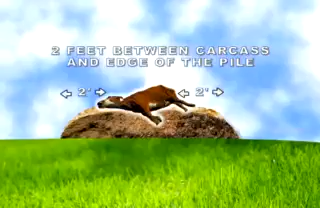 2 FEET BETWEEN CARCASS
AND EDGE OF THE PILE
2' 2'